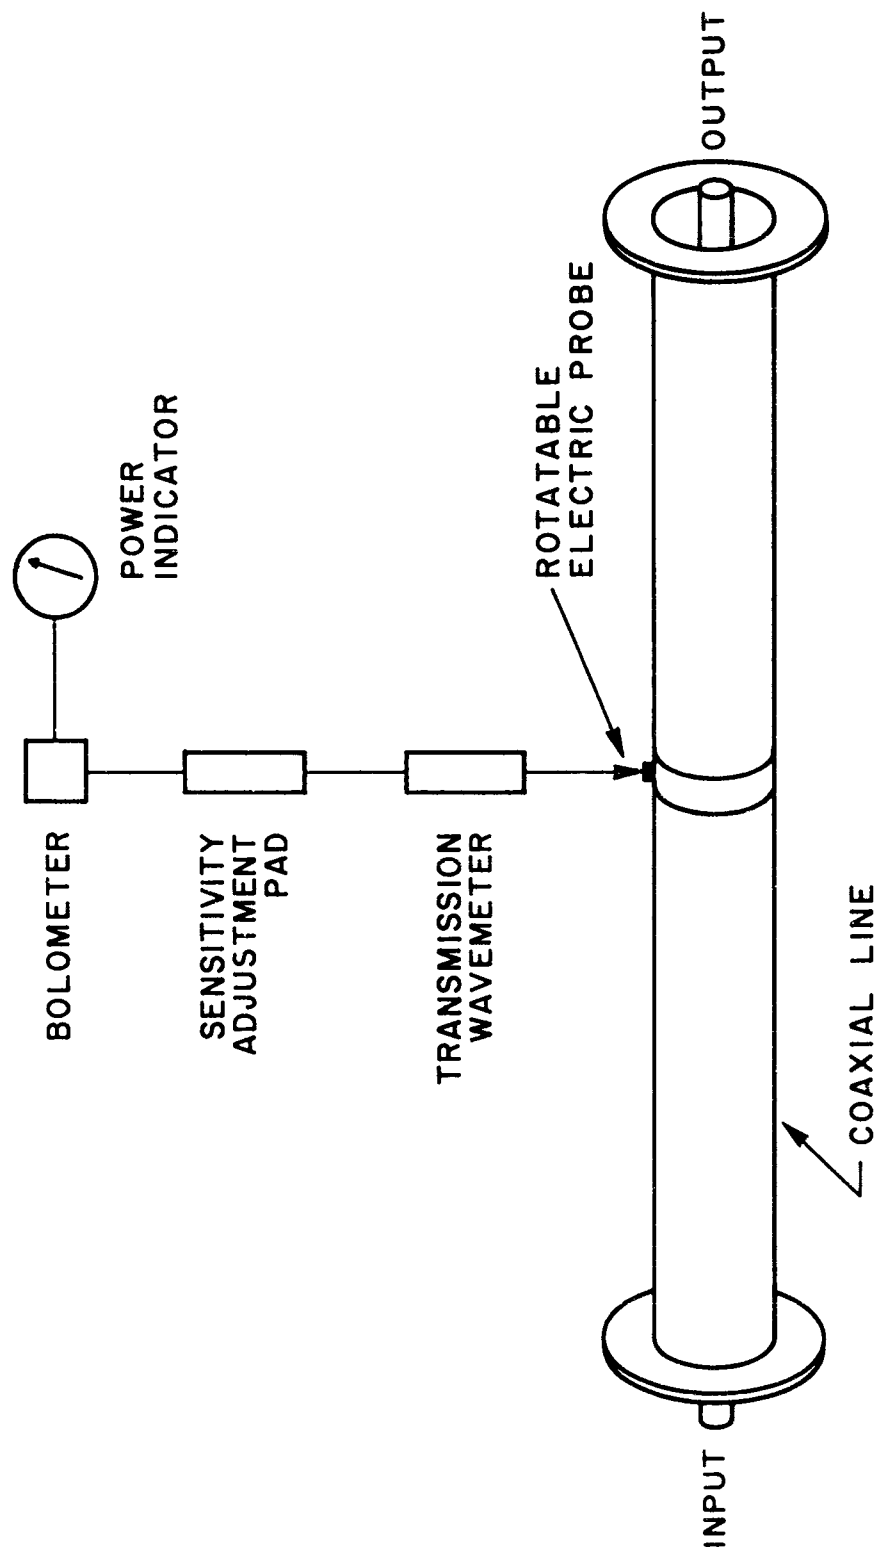 POWER
INDICATOR
BOLOMETER
SENSITIVITY
ADJUSTMENT
PAD
TRANSMISSION
WAVEMETER
ROTATABLE
ELECTRIC PROBE
INPUT
OUTPUT
COAXIAL LINE